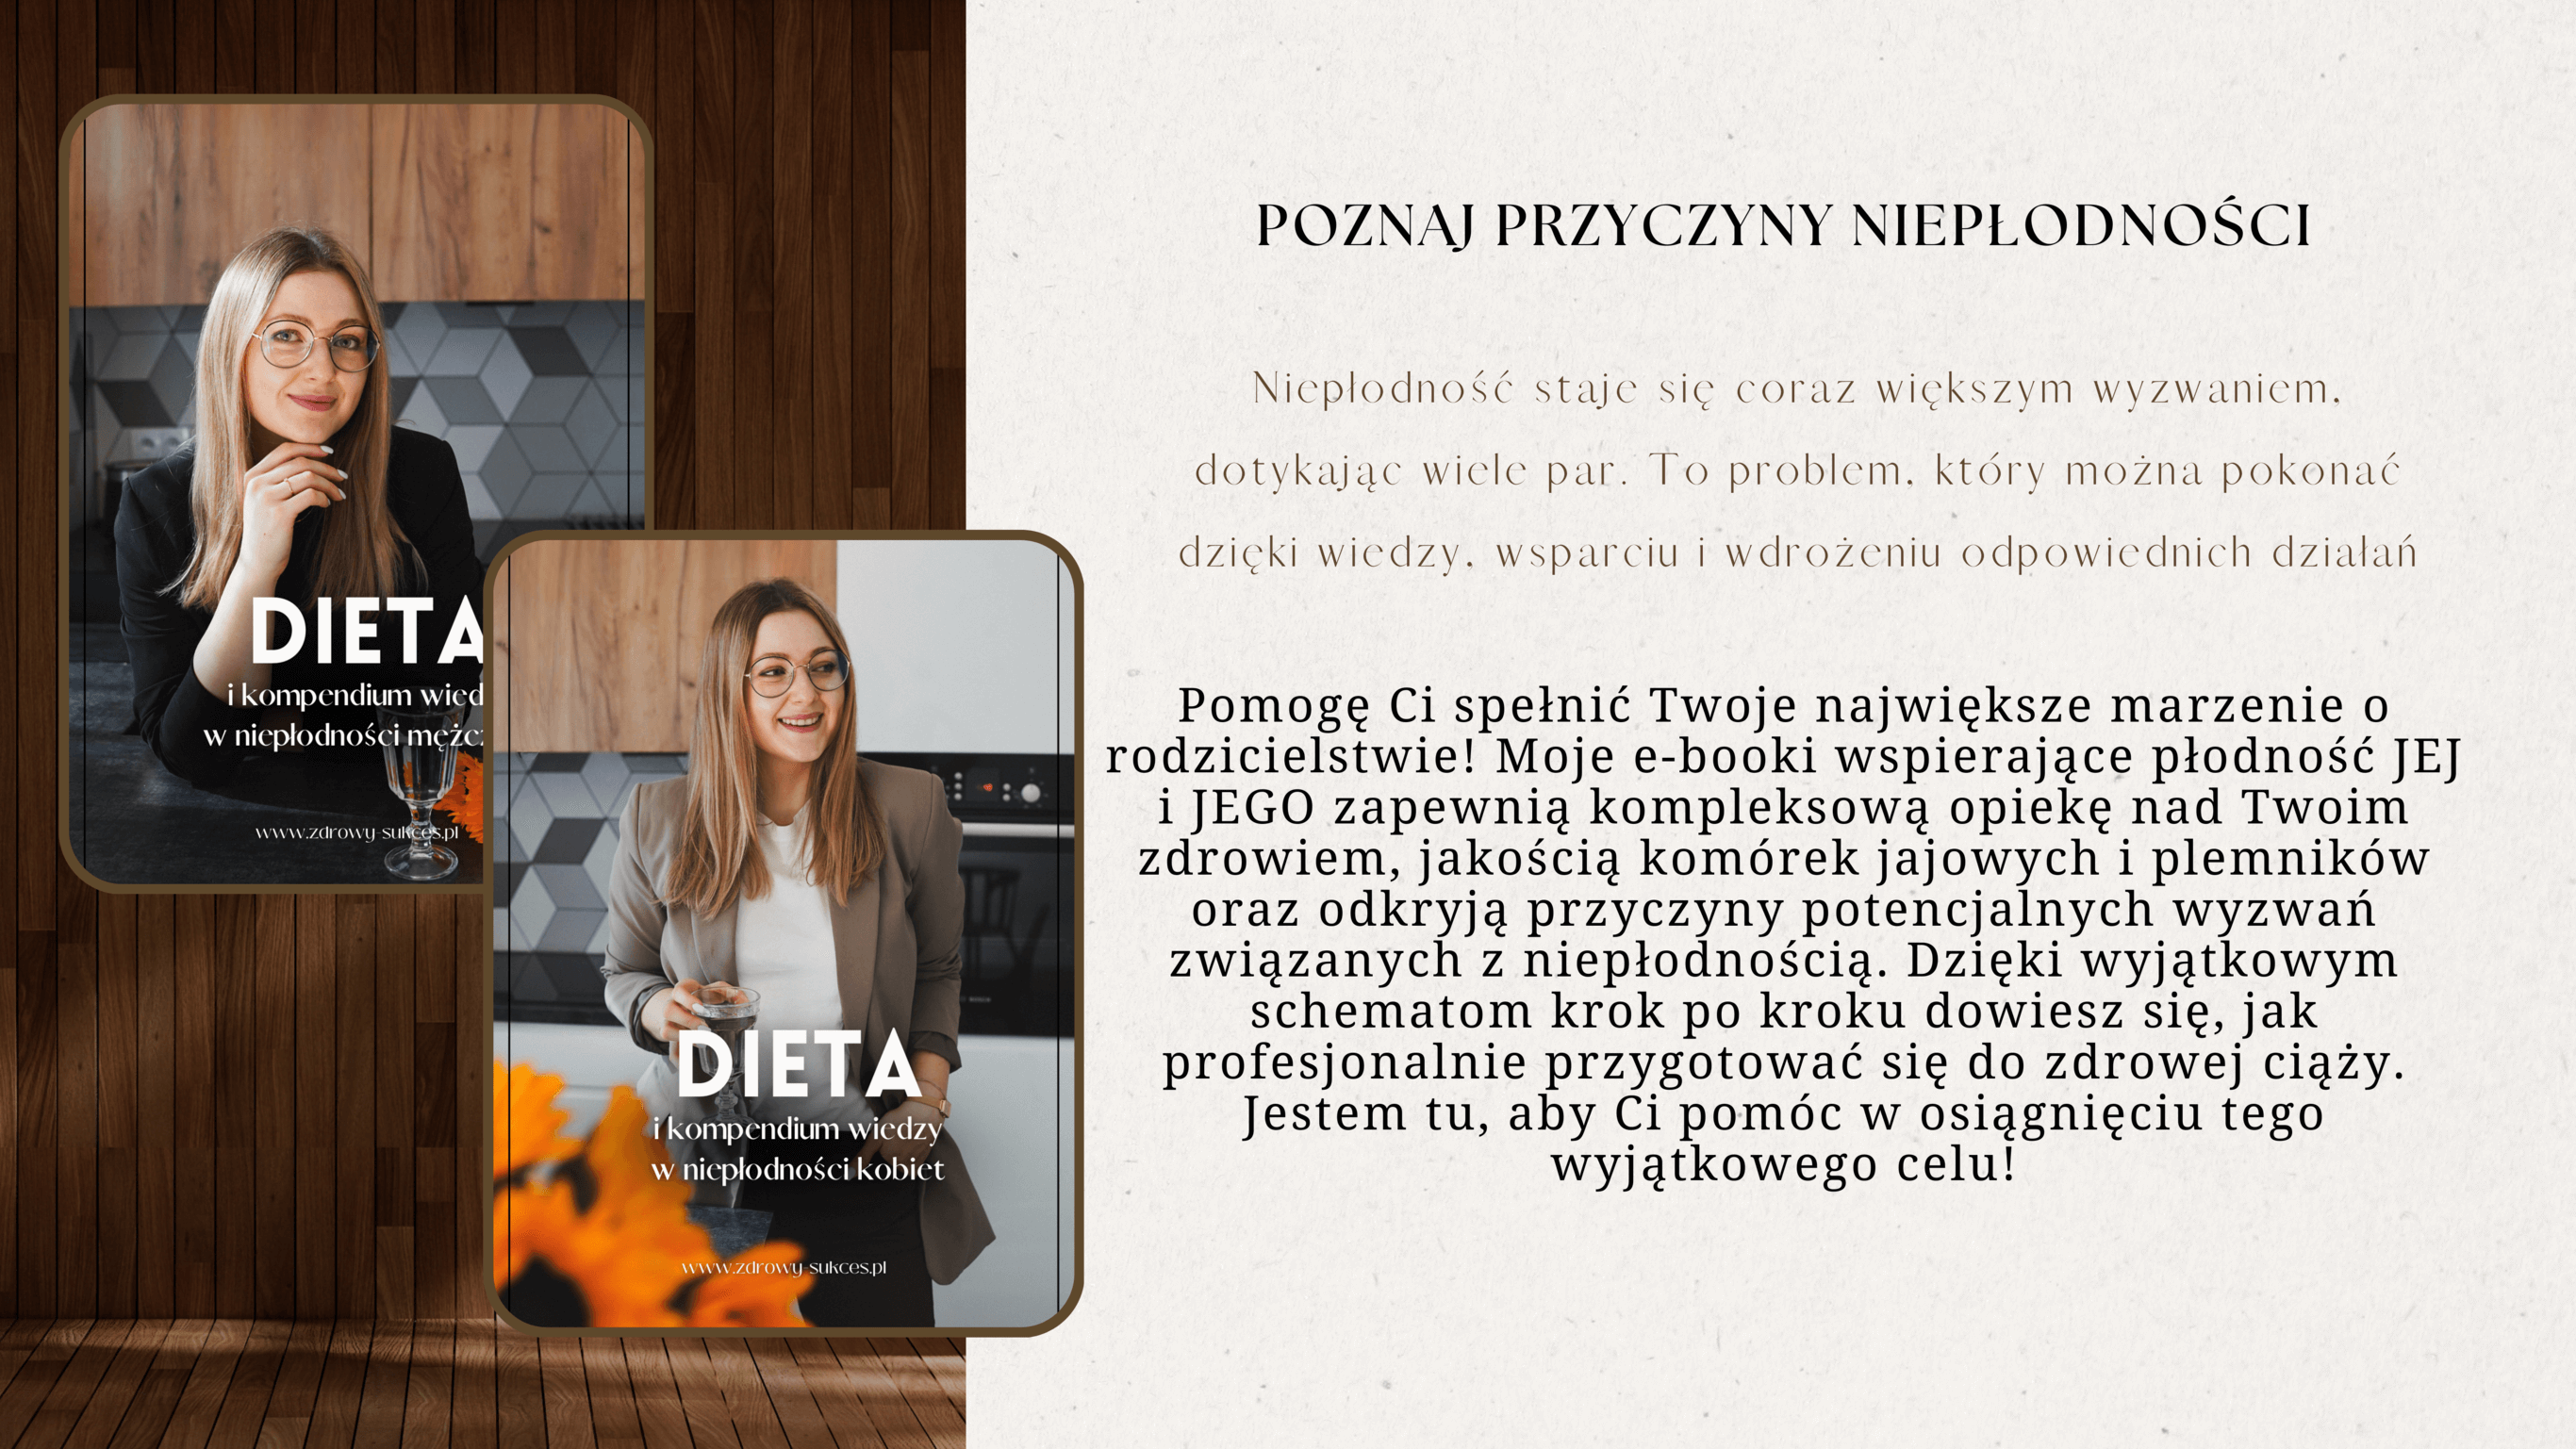 DIETA
i kompendium
w niepłodności
www.zdrowy-sukces.pl
DIETA
i kompendium wiedzy
w niepłodności kobiet
www.zdrowy-sukces.pl
POZNAJ PRZYCZYNY NIEPŁODNOŚCI
Niepłodność staje się coraz większym wyzwaniem,
dotykając wiele par. To problem, który można pokonać
dzięki wiedzy, wsparciu i wdrożeniu odpowiednich działań
Pomogę Ci spełnić Twoje największe marzenie o
rodzicielstwie! Moje e-booki wspierające płodność JEJ
i JEGO zapewnią kompleksową opiekę nad Twoim
zdrowiem, jakością komórek jajowych i plemników
oraz odkryją przyczyny potencjalnych wyzwań
związanych z niepłodnością. Dzięki wyjątkowym
schematom krok po kroku dowiesz się, jak
profesjonalnie przygotować się do zdrowej ciąży.
Jestem tu, aby Ci pomóc w osiągnięciu tego
wyjątkowego celu!